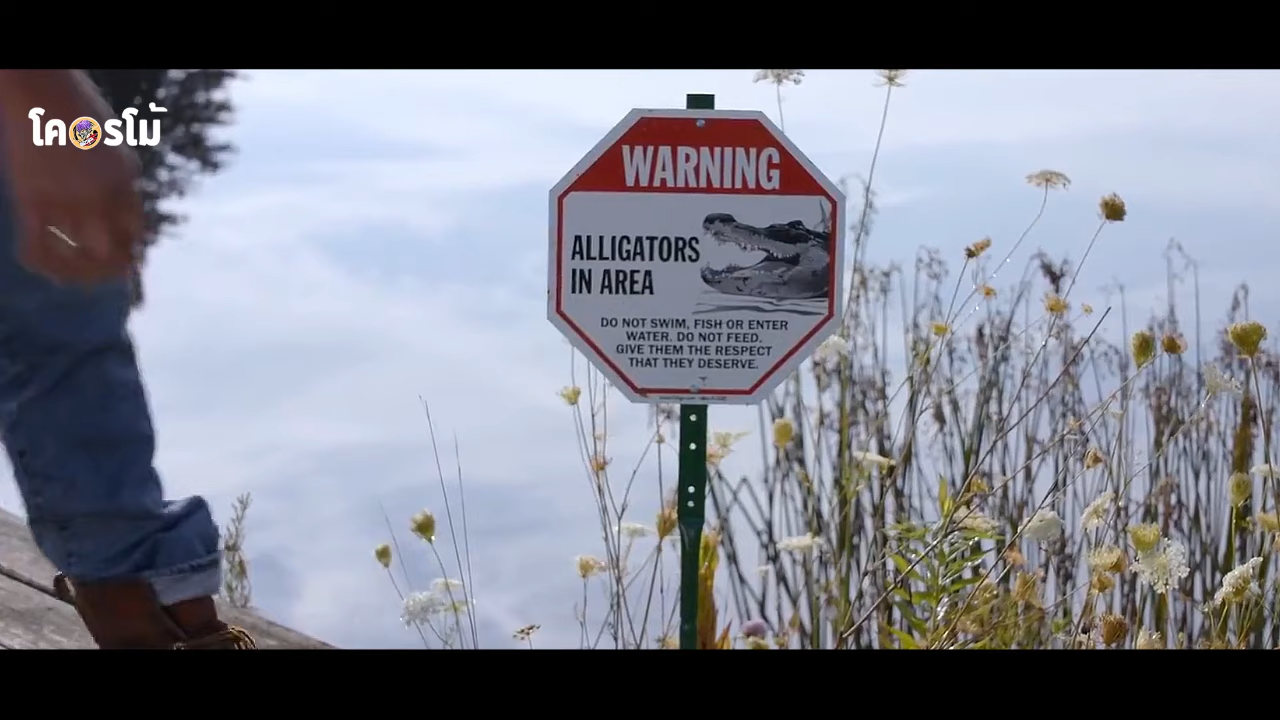 โคตรโม้
WARNING
ALLIGATORS
IN AREA
DO NOT SWIM, FISH OR ENTER
WATER. DO NOT FEED.
GIVE THEM THE RESPECT
THAT THEY DESERVE.